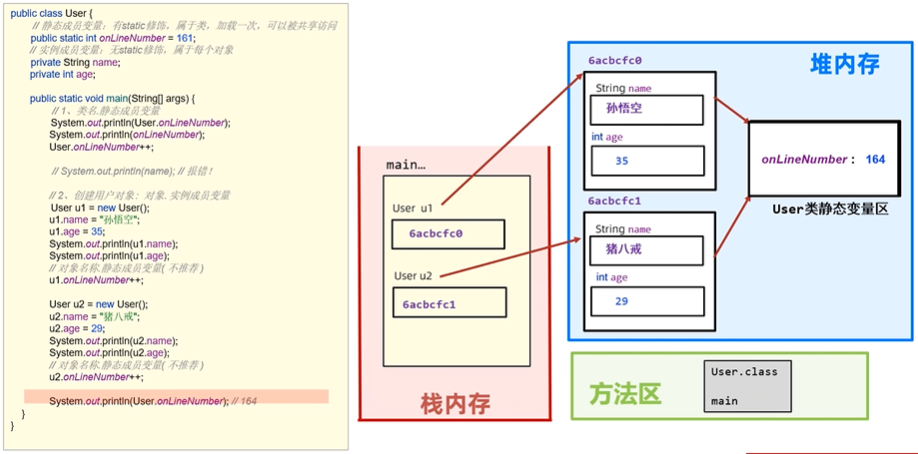 public class User {
// 静态成员变量：有static修饰，属于类，加载一次，可以被共享访问
public static int onLineNumber = 161;
// 实例成员变量：无static修饰，属于每个对象
private String name;
private int age;
public static void main(String[] args) {
// 1、类名.静态成员变量
System.out.println(User.onLineNumber);
System.out.println(onLineNumber);
User.onLineNumber++;
// System.out.println(name); // 报错！
// 2、创建用户对象：对象.实例成员变量
User u1 = new User();
u1.name = "孙悟空";
u1.age = 35;
System.out.println(u1.name);
System.out.println(u1.age);
// 对象名称.静态成员变量( 不推荐 )
u1.onLineNumber++;
User u2 = new User();
u2.name = "猪八戒";
u2.age = 29;
System.out.println(u2.name);
System.out.println(u2.age);
// 对象名称.静态成员变量( 不推荐 )
u2.onLineNumber++;
System.out.println(User.onLineNumber); // 164
}
}
main…
User u1
6acbcfc0
User u2
6acbcfc1
栈内存
堆内存
6acbcfc0
String name
孙悟空
int age
35
6acbcfc1
String name
猪八戒
int age
29
onLineNumber： 164
User类静态变量区
方法区
User.class
main